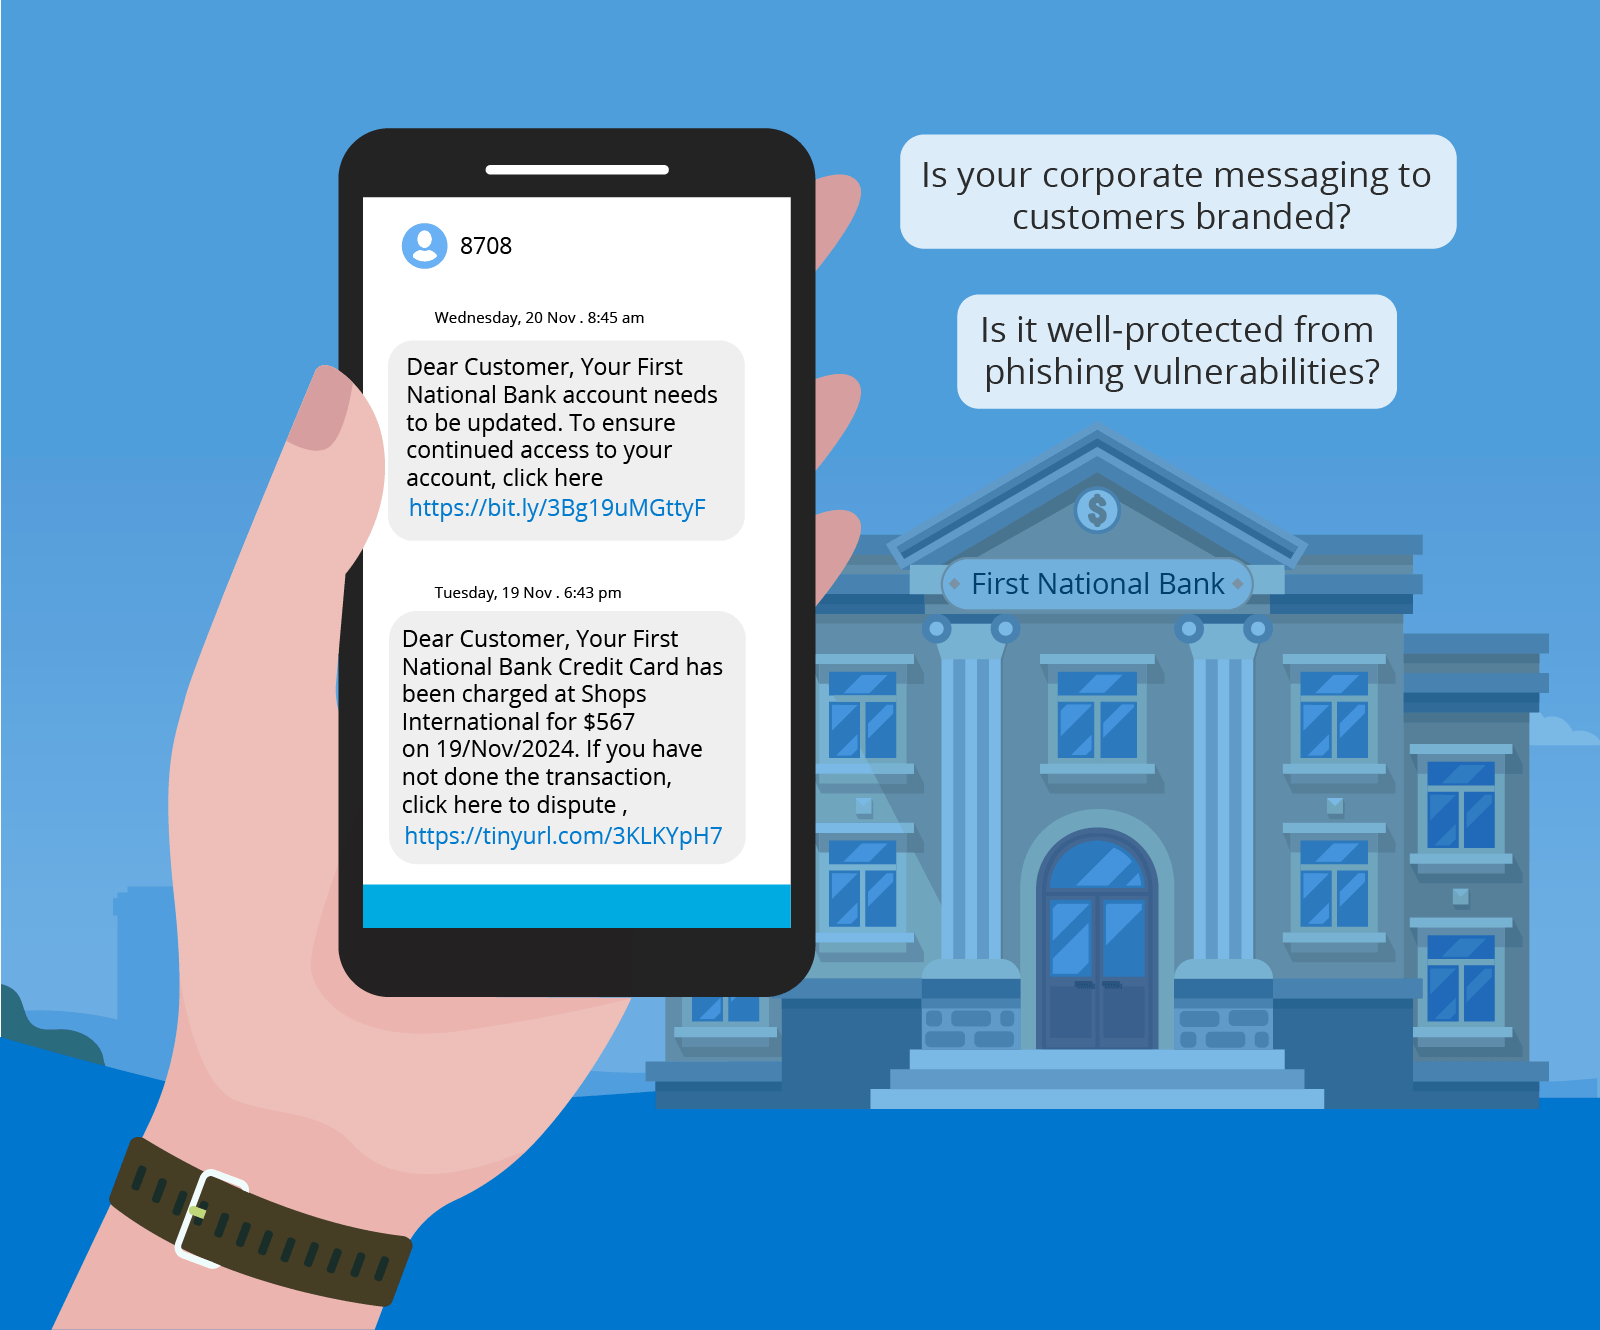 8708
Wednesday, 20 Nov . 8:45 am
Dear Customer, Your First
National Bank account needs
to be updated. To ensure
continued access to your
account, click here
https://bit.ly/3Bg19uMGttyF
Tuesday, 19 Nov . 6:43 pm
Dear Customer, Your First
National Bank Credit Card has
been charged at Shops
International for $567
on 19/Nov/2024. If you have
not done the transaction,
click here to dispute ,
https://tinyurl.com/3KLKYpH7
Is your corporate messaging to
customers branded?
Is it well-protected from
phishing vulnerabilities?
$
First National Bank